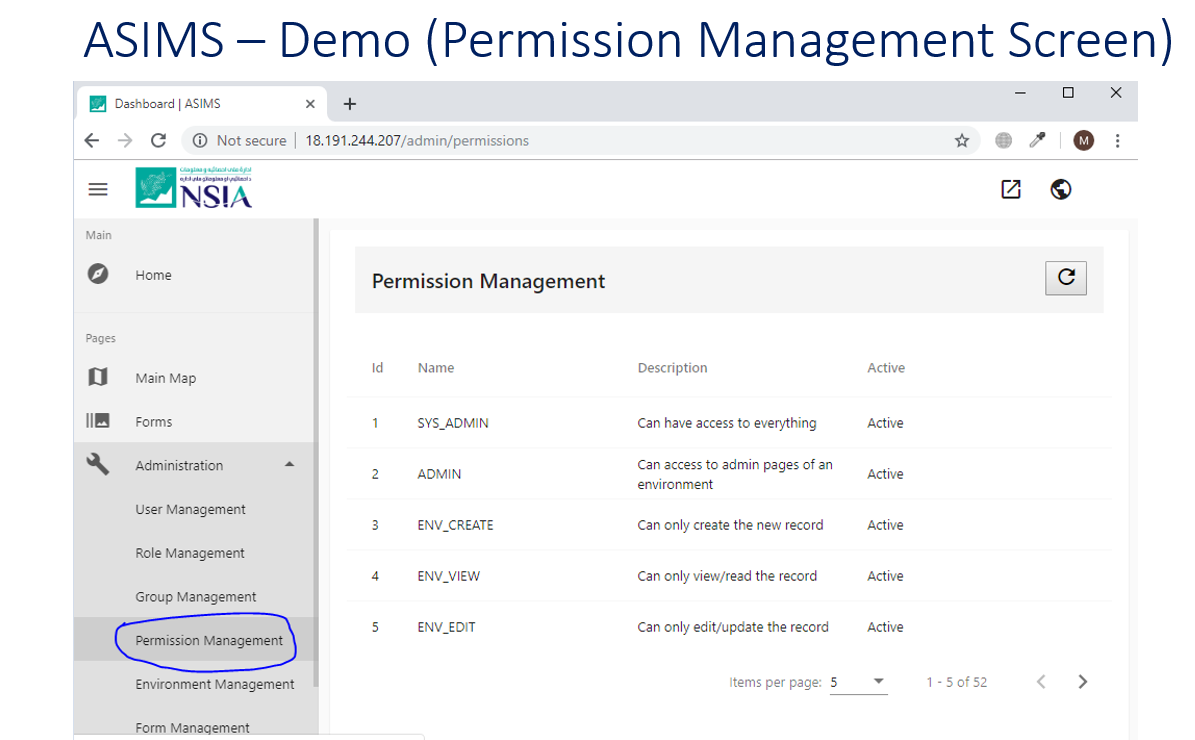 ASIMS – Demo (Permission Management Screen)
Dashboard | ASIMS
Not secure | 18.191.244.207/admin/permissions
M
NSIA
Main
Home
Pages
Main Map
Forms
Administration
User Management
Role Management
Group Management
Permission Management
Environment Management
Form Management
Permission Management
Id Name Description Active
1 SYS_ADMIN Can have access to everything Active
2 ADMIN Can access to admin pages of an environment Active
3 ENV_CREATE Can only create the new record Active
4 ENV_VIEW Can only view/read the record Active
5 ENV_EDIT Can only edit/update the record Active
Items per page: 5 1 - 5 of 52